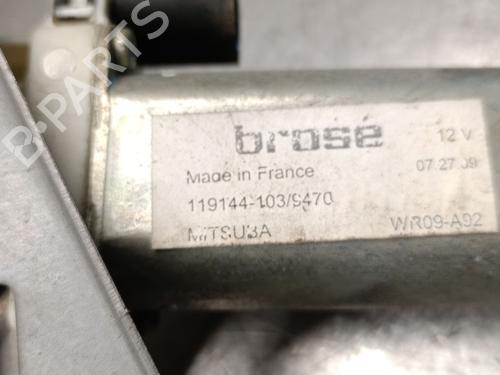 B-PARTS
brose
12 V
Made in France
07 27 09
119144-103/9470
MITSUBA
WR09-A92